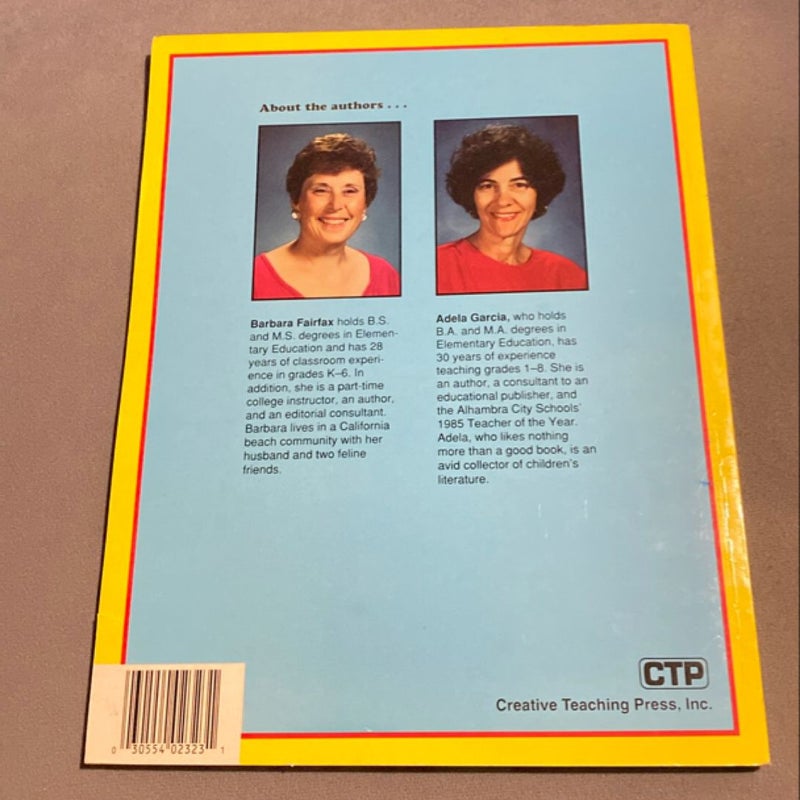 About the authors . . .
Barbara Fairfax holds B.S.
and M.S. degrees in Elemen-
tary Education and has 28
years of classroom experi-
ence in grades K–6. In
addition, she is a part-time
college instructor, an author,
and an editorial consultant.
Barbara lives in a California
beach community with her
husband and two feline
friends.
Adela Garcia, who holds
B.A. and M.A. degrees in
Elementary Education, has
30 years of experience
teaching grades 1–8. She is
an author, a consultant to an
educational publisher, and
the Alhambra City Schools'
1985 Teacher of the Year.
Adela, who likes nothing
more than a good book, is an
avid collector of children's
literature.
CTP
Creative Teaching Press, Inc.
0 30554 02323 1